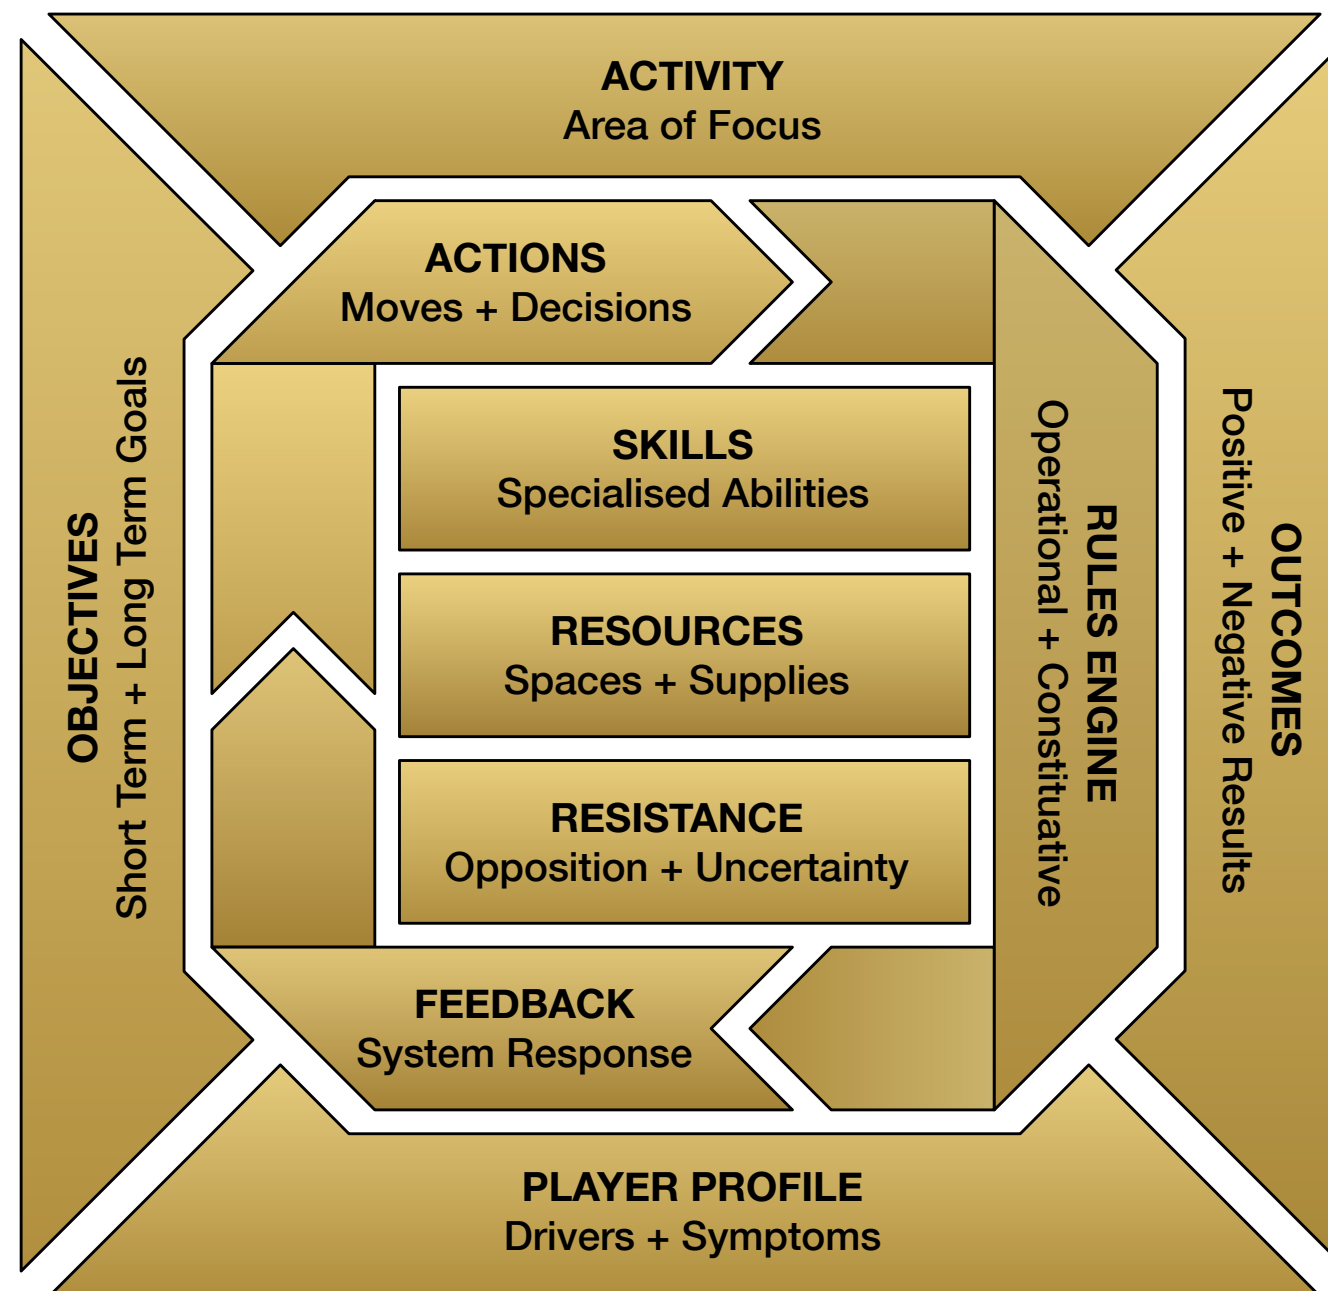 ACTIVITY
Area of Focus
ACTIONS
Moves + Decisions
SKILLS
Specialised Abilities
RESOURCES
Spaces + Supplies
RESISTANCE
Opposition + Uncertainty
FEEDBACK
System Response
OBJECTIVES
Short Term + Long Term Goals
RULES ENGINE
Operational + Constituative
OUTCOMES
Positive + Negative Results
PLAYER PROFILE
Drivers + Symptoms